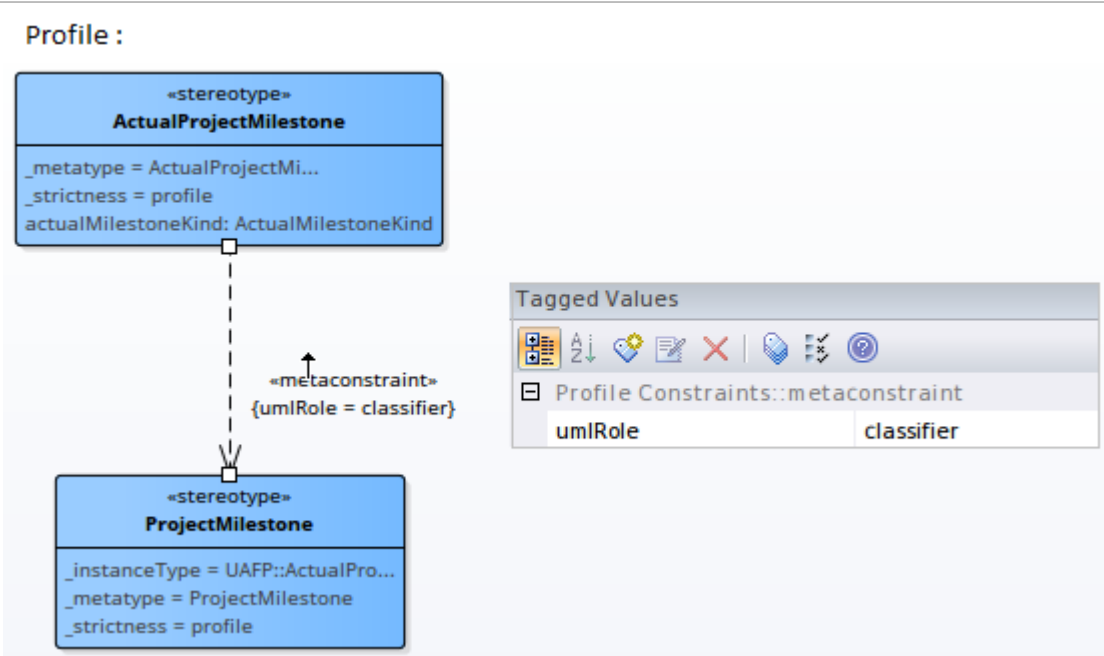 Profile :
«stereotype»
ActualProjectMilestone
_metatype = ActualProjectMi...
_strictness = profile
actualMilestoneKind: ActualMilestoneKind
«metaconstraint»
{umlRole = classifier}
«stereotype»
ProjectMilestone
_instanceType = UAFP::ActualPro...
_metatype = ProjectMilestone
_strictness = profile
Tagged Values
Profile Constraints::metaconstraint
umlRole classifier